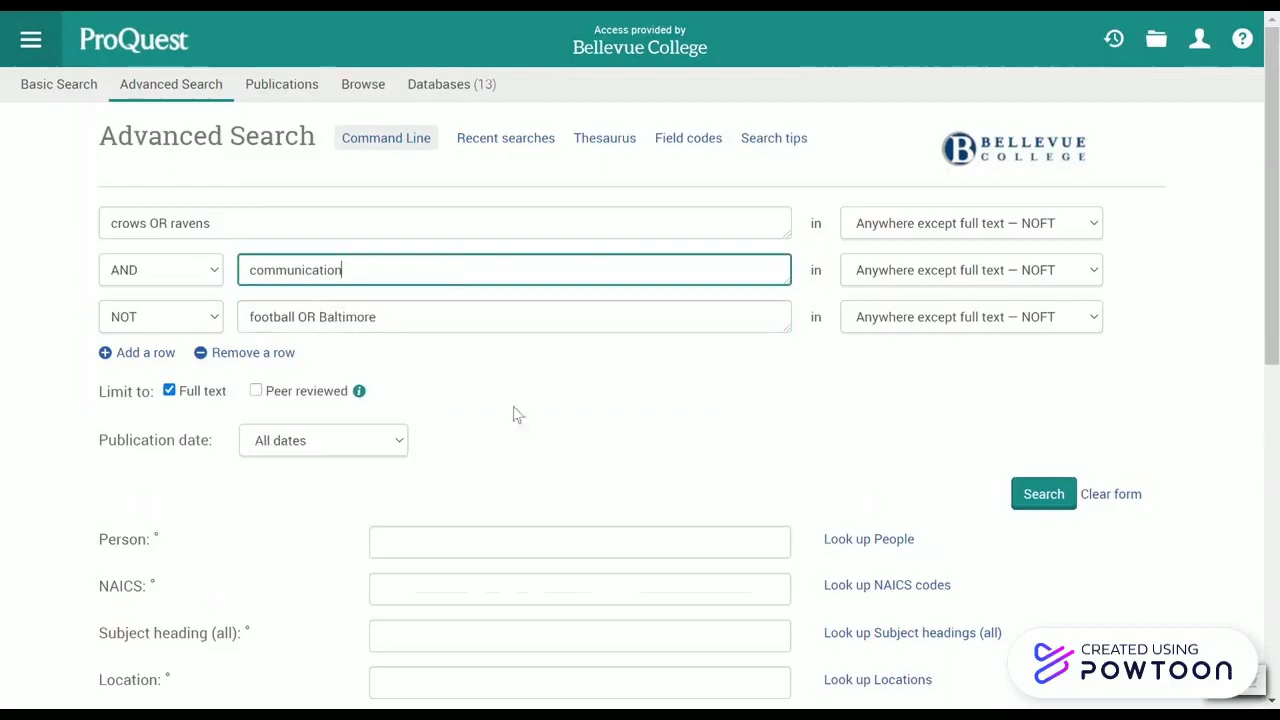 ProQuest
Access provided by
Bellevue College
Basic Search Advanced Search Publications Browse Databases (13)
Advanced Search Command Line Recent searches Thesaurus Field codes Search tips
BELLEVUE
COLLEGE
crows OR ravens in Anywhere except full text — NOFT
AND communication in Anywhere except full text — NOFT
NOT football OR Baltimore in Anywhere except full text — NOFT
Add a row Remove a row
Limit to: Full text Peer reviewed
Publication date: All dates
Search Clear form
Person: ° Look up People
NAICS: ° Look up NAICS codes
Subject heading (all): ° Look up Subject headings (all)
Location: ° Look up Locations
CREATED USING
POWTOON